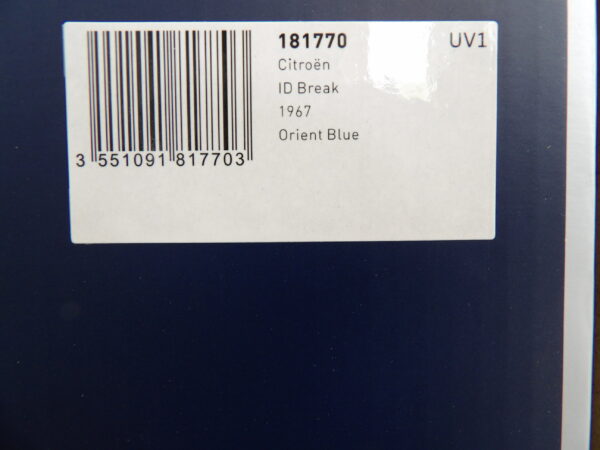 181770 UV1
Citroën
ID Break
1967
Orient Blue
3 551091 817703